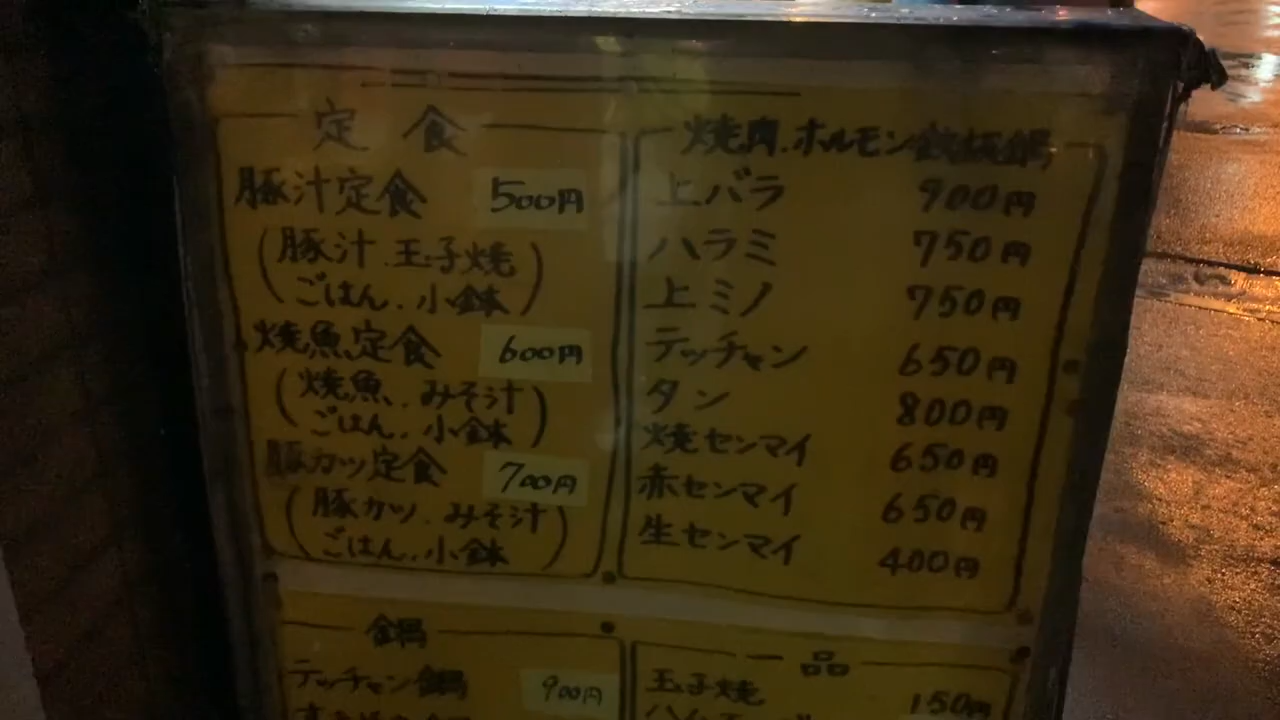 定食
豚汁定食 500円
(豚汁.玉子焼
ごはん.小鉢)
焼魚定食 600円
(焼魚.みそ汁
ごはん.小鉢)
豚カツ定食 700円
(豚カツ.みそ汁
ごはん.小鉢)
焼肉.ホルモン鉄板鍋
上バラ 900円
ハラミ 750円
上ミノ 750円
テッチャン 650円
タン 800円
焼センマイ 650円
赤センマイ 650円
生センマイ 400円
鍋
テッチャン鍋 900円
一品
玉子焼 150円